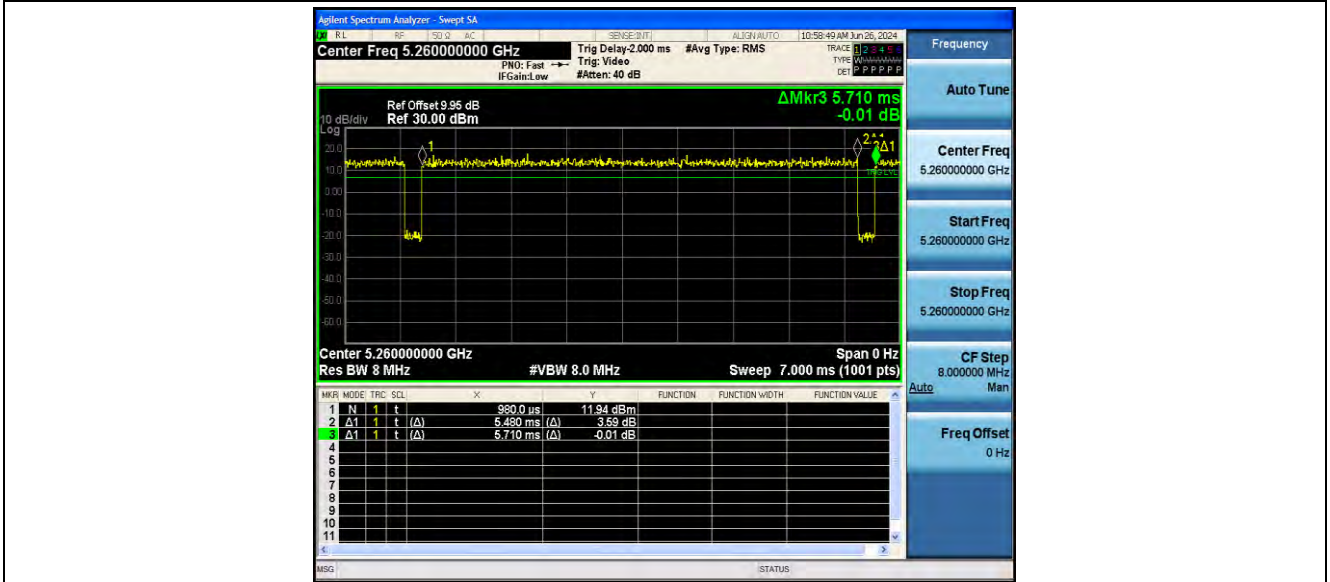 Agilent Spectrum Analyzer - Swept SA
RL RF 50 Ω AC SENSE:INT ALIGN AUTO 10:58:49 AM Jun 26, 2024
Center Freq 5.260000000 GHz
Trig Delay-2.000 ms #Avg Type: RMS
TRACE 1 2 3 4 5 6
PNO: Fast Trig: Video
TYPE W
IFGain:Low #Atten: 40 dB
DET P P P P P P
ΔMkr3 5.710 ms
-0.01 dB
Ref Offset 9.95 dB
10 dB/div Ref 30.00 dBm
Log
20.0
10.0
0.00
-10.0
-20.0
-30.0
-40.0
-50.0
-60.0
1
3Δ1
TRIG LVL
Center 5.260000000 GHz Span 0 Hz
Res BW 8 MHz #VBW 8.0 MHz Sweep 7.000 ms (1001 pts)
MKR MODE TRC SCL X Y FUNCTION FUNCTION WIDTH FUNCTION VALUE
1 N 1 t 980.0 us 11.94 dBm
2 Δ1 1 t (Δ) 5.480 ms (Δ) 3.59 dB
3 Δ1 1 t (Δ) 5.710 ms (Δ) -0.01 dB
4
5
6
7
8
9
10
11
MSG STATUS
Frequency
Auto Tune
Center Freq
5.260000000 GHz
Start Freq
5.260000000 GHz
Stop Freq
5.260000000 GHz
CF Step
8.000000 MHz
Auto Man
Freq Offset
0 Hz